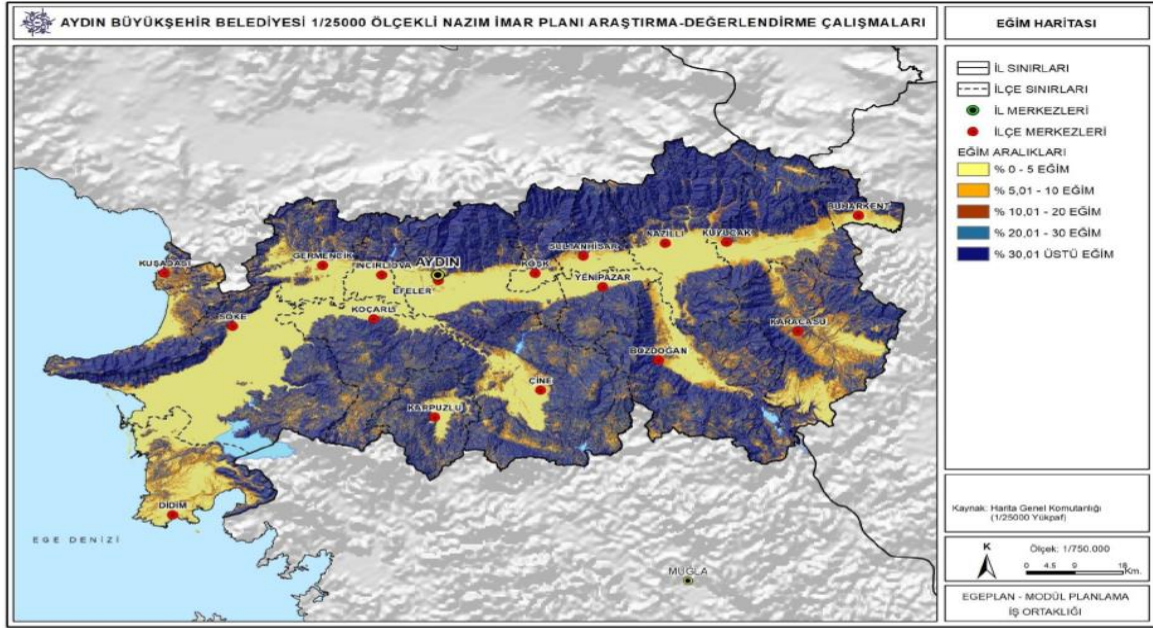 AYDIN BÜYÜKŞEHİR BELEDİYESİ 1/25000 ÖLÇEKLİ NAZIM İMAR PLANI ARAŞTIRMA-DEĞERLENDİRME ÇALIŞMALARI
EĞİM HARİTASI
İL SINIRLARI
İLÇE SINIRLARI
İL MERKEZLERİ
İLÇE MERKEZLERİ
EĞİM ARALIKLARI
% 0 - 5 EĞİM
% 5,01 - 10 EĞİM
% 10,01 - 20 EĞİM
% 20,01 - 30 EĞİM
% 30,01 ÜSTÜ EĞİM
BUHARKENT
NAZİLLİ
KUYUCAK
SULTANHİSAR
KÖŞK
AYDIN
EFELER
İNCİRLİOVA
GERMENCİK
KUŞADASI
YENİPAZAR
KOÇARLI
SÖKE
KARACASU
BOZDOĞAN
ÇİNE
KARPUZLU
DİDİM
EGE DENİZİ
MUĞLA
Kaynak: Harita Genel Komutanlığı
(1/25000 Yükpaf)
K
Ölçek: 1/750.000
0 4.5 9 18
Km.
EGEPLAN - MODÜL PLANLAMA
İŞ ORTAKLIĞI